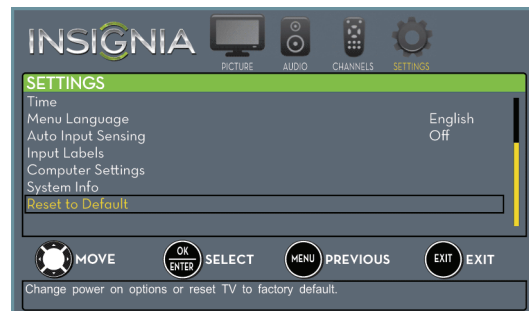 INSIGNIA
PICTURE AUDIO CHANNELS SETTINGS
SETTINGS
Time
Menu Language English
Auto Input Sensing Off
Input Labels
Computer Settings
System Info
Reset to Default
MOVE OK ENTER SELECT MENU PREVIOUS EXIT EXIT
Change power on options or reset TV to factory default.